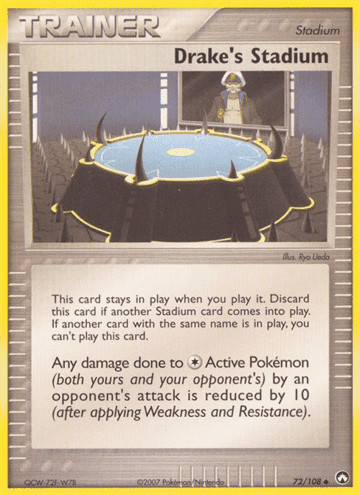 TRAINER
Stadium
Drake's Stadium
Illus. Ryo Ueda
This card stays in play when you play it. Discard
this card if another Stadium card comes into play.
If another card with the same name is in play, you
can't play this card.
Any damage done to Active Pokémon
(both yours and your opponent's) by an
opponent's attack is reduced by 10
(after applying Weakness and Resistance).
QCW-72F-W7B ©2007 Pokémon/Nintendo 72/108